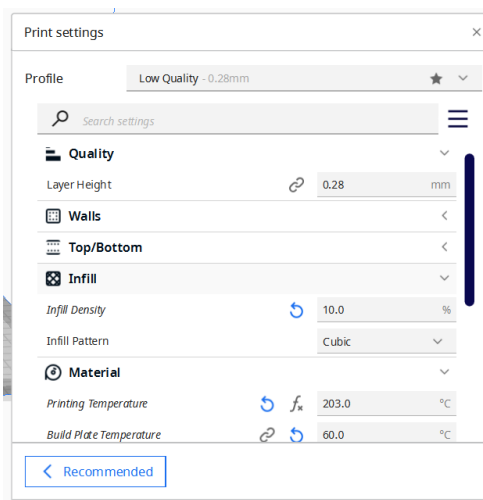 Print settings
Profile
Low Quality - 0.28mm
Search settings
Quality
Layer Height 0.28 mm
Walls
Top/Bottom
Infill
Infill Density 10.0 %
Infill Pattern Cubic
Material
Printing Temperature 203.0 °C
Build Plate Temperature 60.0 °C
Recommended